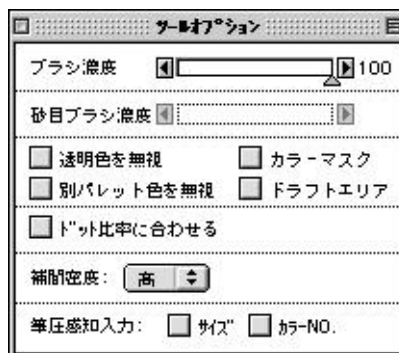 ツールオプション
ブラシ濃度 100
砂目ブラシ濃度
透明色を無視 カラーマスク
別パレット色を無視 ドラフトエリア
ﾄﾞｯﾄ比率に合わせる
補間密度: 高
筆圧感知入力: ｻｲｽﾞ ｶﾗｰNO.